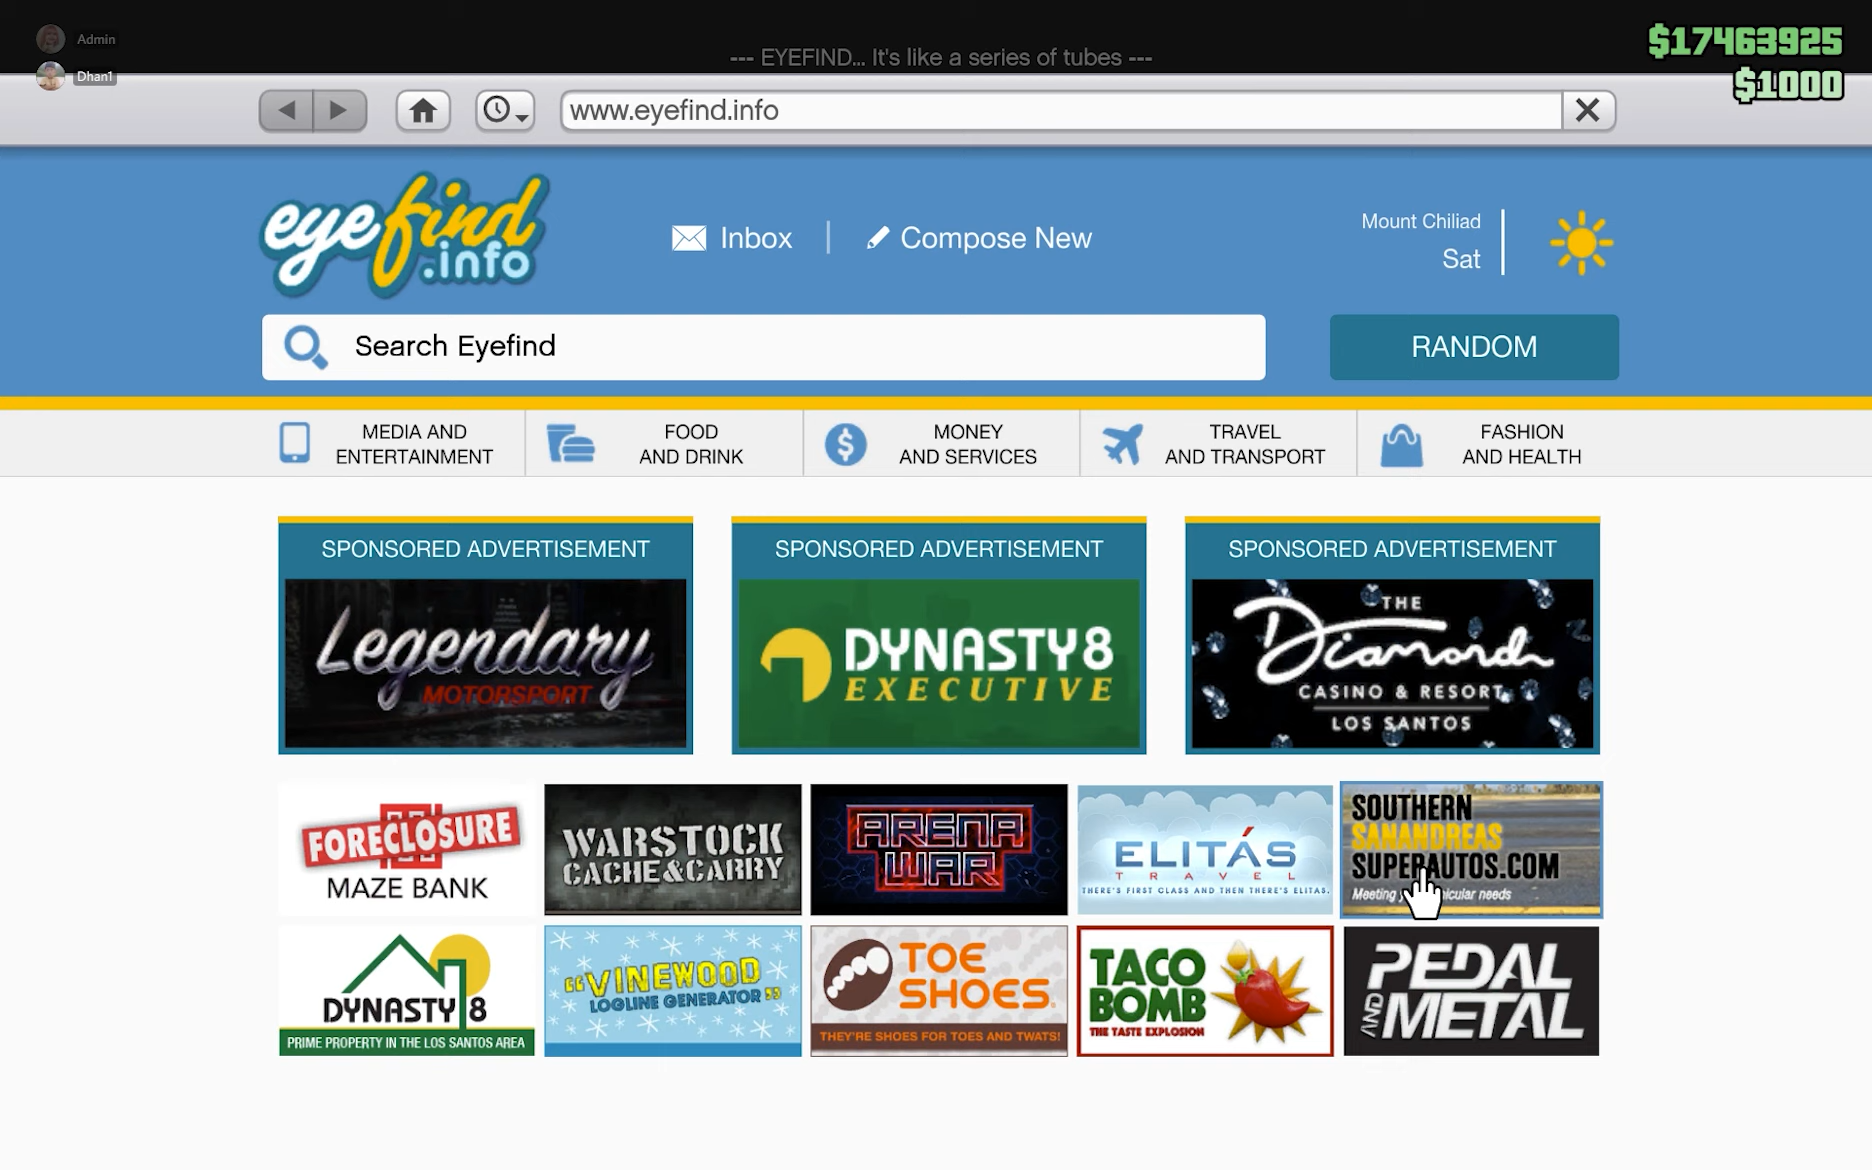 Admin
Dhan1
--- EYEFIND... It's like a series of tubes ---
$17463925
$1000
www.eyefind.info
eyefind
.info
Inbox
Compose New
Mount Chiliad
Sat
Search Eyefind
RANDOM
MEDIA AND
ENTERTAINMENT
FOOD
AND DRINK
MONEY
AND SERVICES
TRAVEL
AND TRANSPORT
FASHION
AND HEALTH
SPONSORED ADVERTISEMENT
Legendary
MOTORSPORT
SPONSORED ADVERTISEMENT
DYNASTY 8
EXECUTIVE
SPONSORED ADVERTISEMENT
THE
Diamond
CASINO & RESORT
LOS SANTOS
FORECLOSURE
MAZE BANK
WARSTOCK
CACHE & CARRY
ARENA
WAR
ELITÁS
TRAVEL
THERE'S FIRST CLASS AND THEN THERE'S ELITAS.
SOUTHERN
SANANDREAS
SUPERAUTOS.COM
Meeting needs
DYNASTY 8
PRIME PROPERTY IN THE LOS SANTOS AREA
"VINEWOOD
LOGLINE GENERATOR"
TOE
SHOES
THEY'RE SHOES FOR TOES AND TWATS!
TACO
BOMB
THE TASTE EXPLOSION
PEDAL
AND METAL